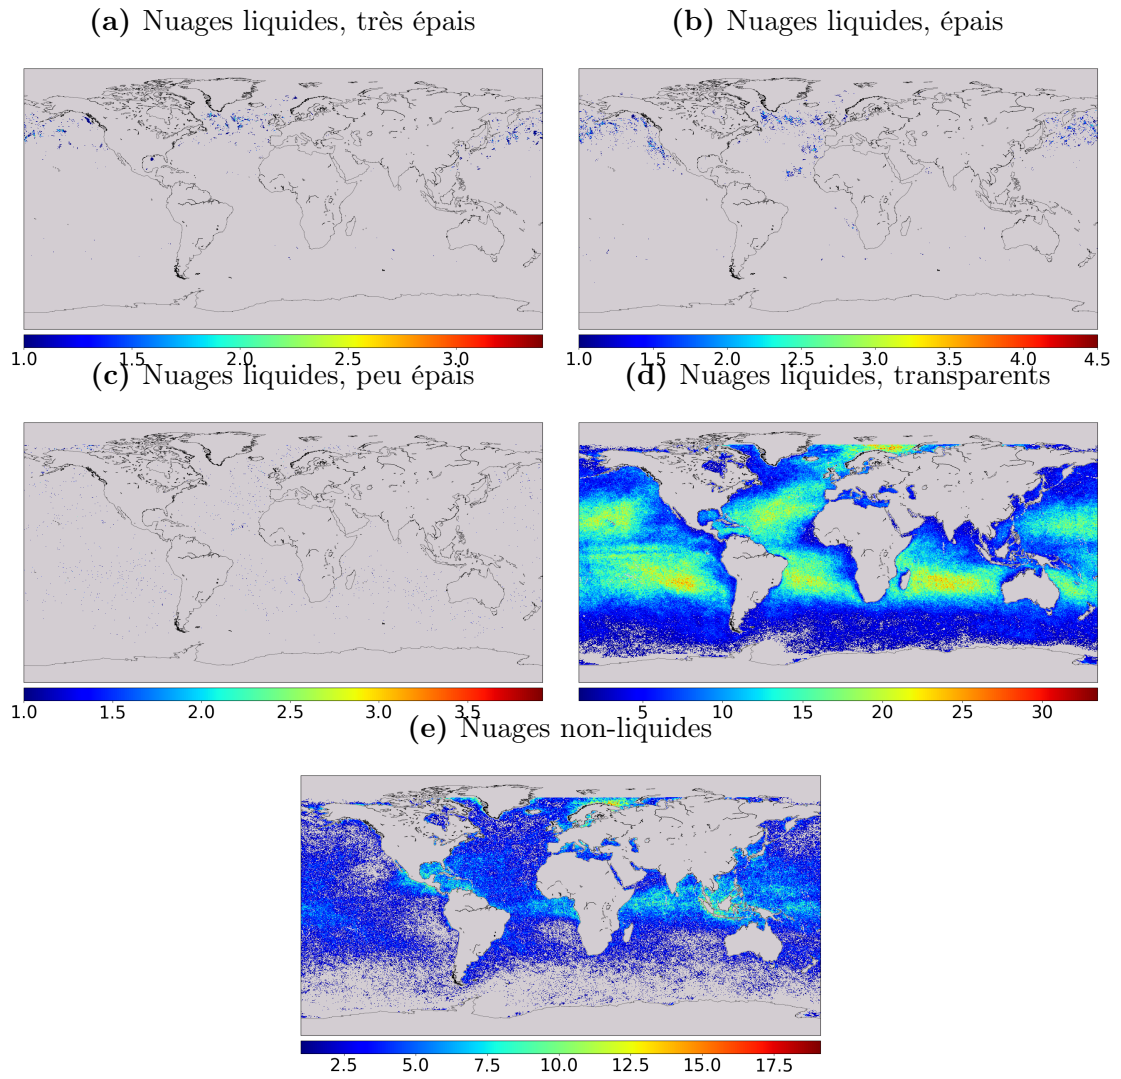 (a) Nuages liquides, très épais
(b) Nuages liquides, épais
1.0 1.5 2.0 2.5 3.0
1.0 1.5 2.0 2.5 3.0 3.5 4.0 4.5
(c) Nuages liquides, peu épais
(d) Nuages liquides, transparents
1.0 1.5 2.0 2.5 3.0 3.5
5 10 15 20 25 30
(e) Nuages non-liquides
2.5 5.0 7.5 10.0 12.5 15.0 17.5